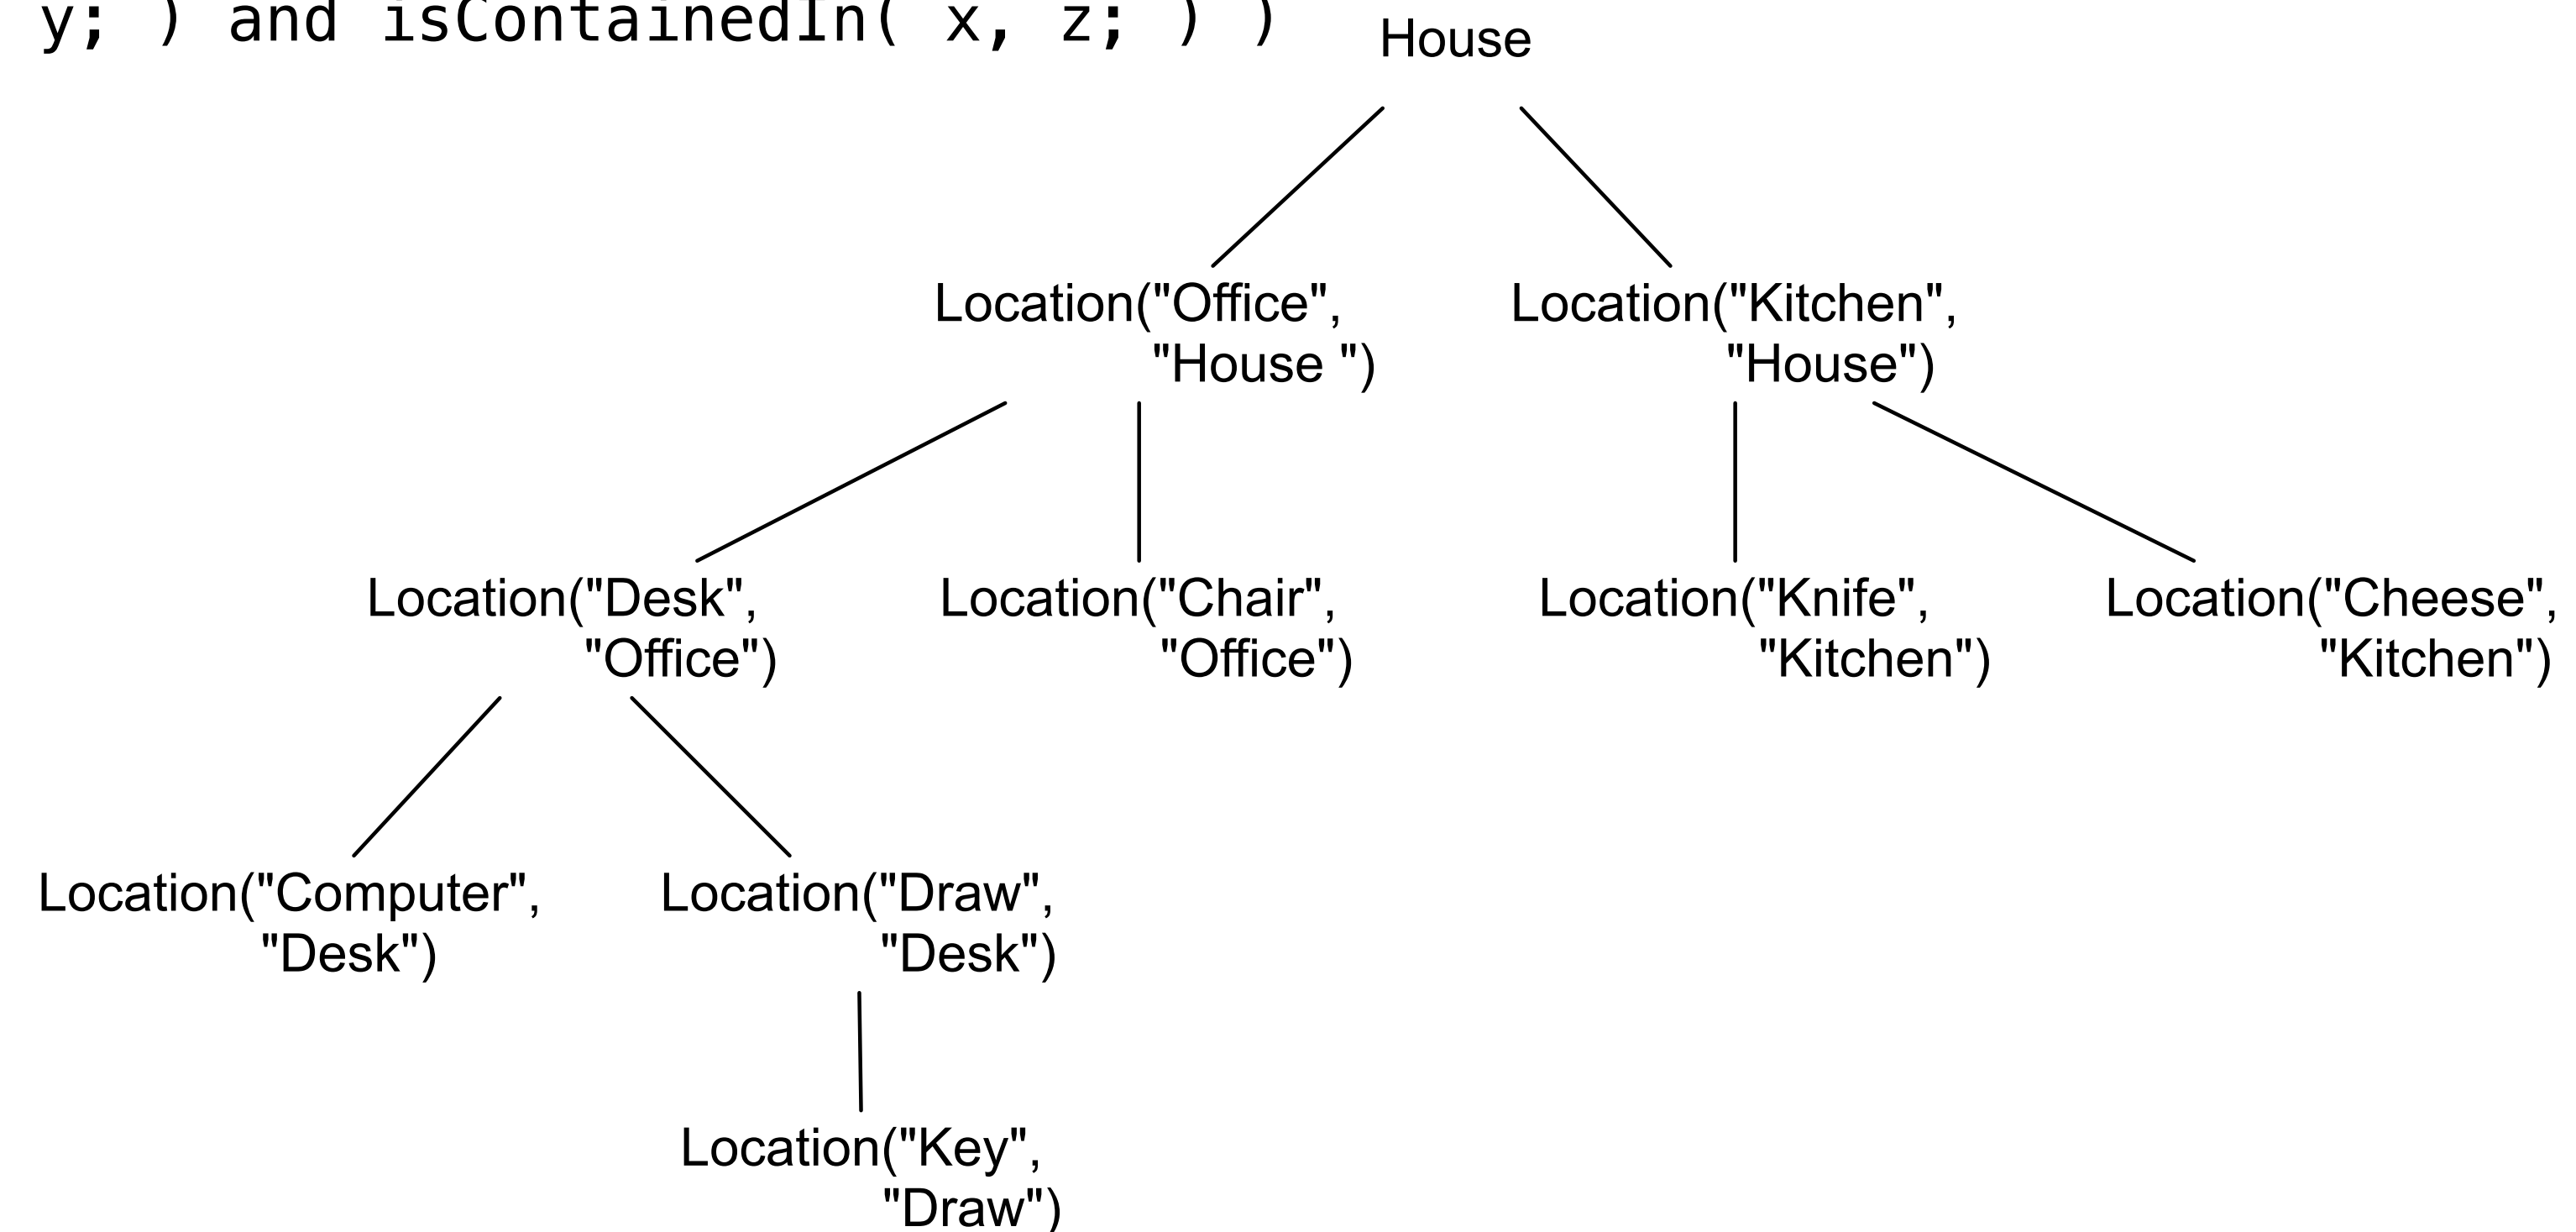 y; ) and isContainedIn( x, z; ) )
House
Location("Office",
"House ")
Location("Kitchen",
"House")
Location("Desk",
"Office")
Location("Chair",
"Office")
Location("Knife",
"Kitchen")
Location("Cheese",
"Kitchen")
Location("Computer",
"Desk")
Location("Draw",
"Desk")
Location("Key",
"Draw")